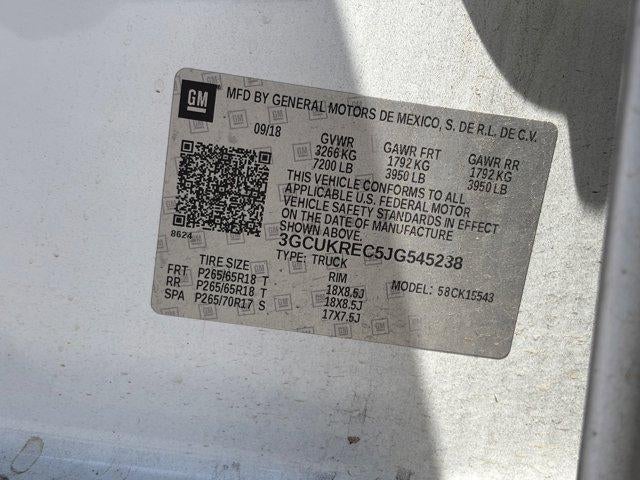 GM
MFD BY GENERAL MOTORS DE MEXICO, S. DE R.L. DE C.V.
09/18
GVWR GAWR FRT GAWR RR
3266 KG 1792 KG 1792 KG
7200 LB 3950 LB 3950 LB
THIS VEHICLE CONFORMS TO ALL
APPLICABLE U.S. FEDERAL MOTOR
VEHICLE SAFETY STANDARDS IN EFFECT
ON THE DATE OF MANUFACTURE
SHOWN ABOVE.
8624
3GCUKREC5JG545238
TYPE: TRUCK
TIRE SIZE RIM MODEL: 58CK15543
FRT P265/65R18 T 18X8.5J
RR P265/65R18 T 18X8.5J
SPA P265/70R17 S 17X7.5J